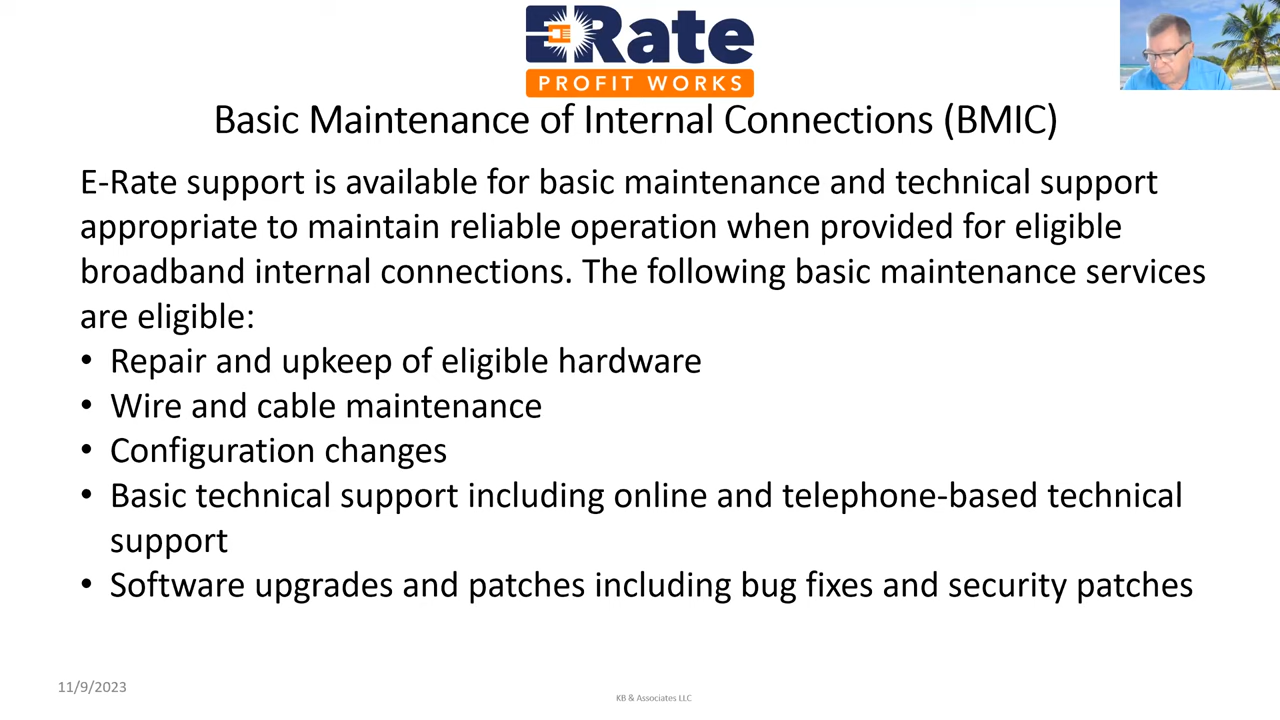 E-Rate
PROFIT WORKS
Basic Maintenance of Internal Connections (BMIC)
E-Rate support is available for basic maintenance and technical support
appropriate to maintain reliable operation when provided for eligible
broadband internal connections. The following basic maintenance services
are eligible:
• Repair and upkeep of eligible hardware
• Wire and cable maintenance
• Configuration changes
• Basic technical support including online and telephone-based technical
support
• Software upgrades and patches including bug fixes and security patches
11/9/2023
KB & Associates LLC